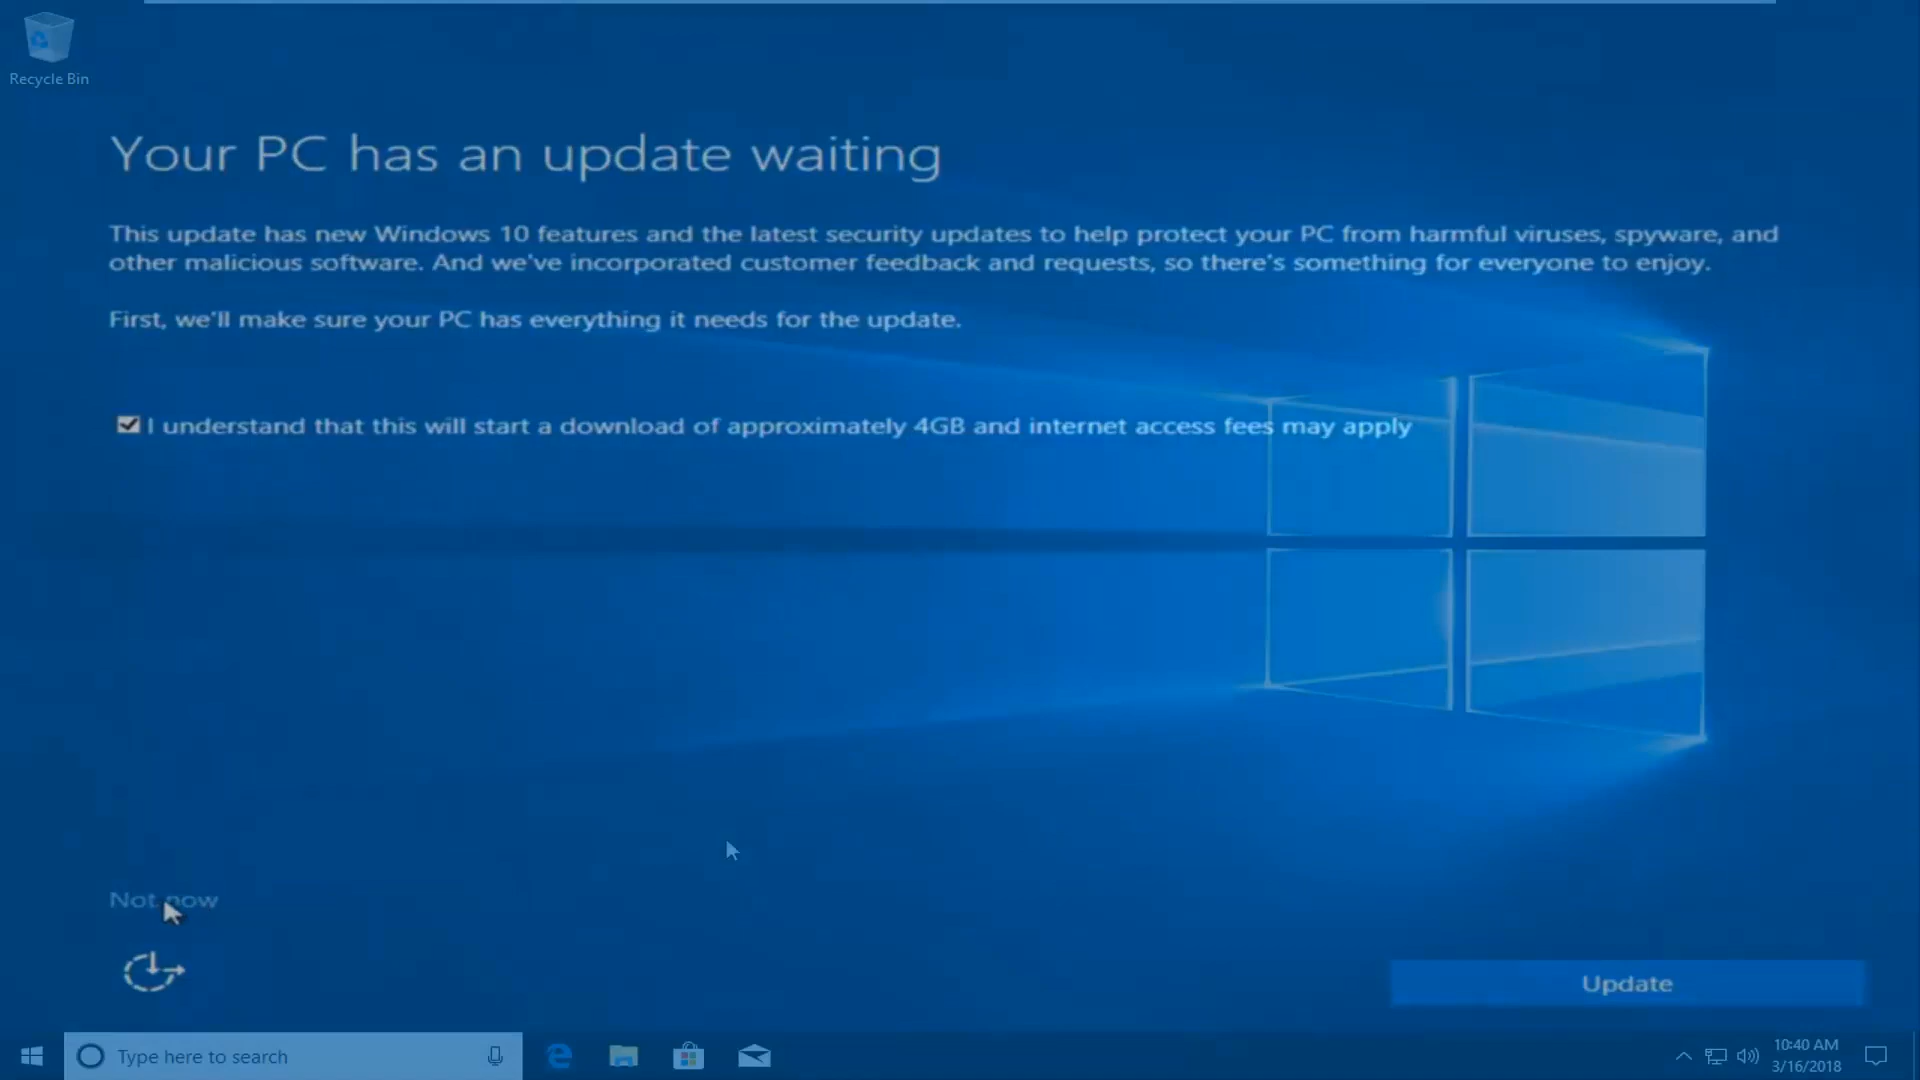 Recycle Bin
Your PC has an update waiting
This update has new Windows 10 features and the latest security updates to help protect your PC from harmful viruses, spyware, and
other malicious software. And we've incorporated customer feedback and requests, so there's something for everyone to enjoy.
First, we'll make sure your PC has everything it needs for the update.
I understand that this will start a download of approximately 4GB and internet access fees may apply
Not now
Update
Type here to search
10:40 AM
3/16/2018